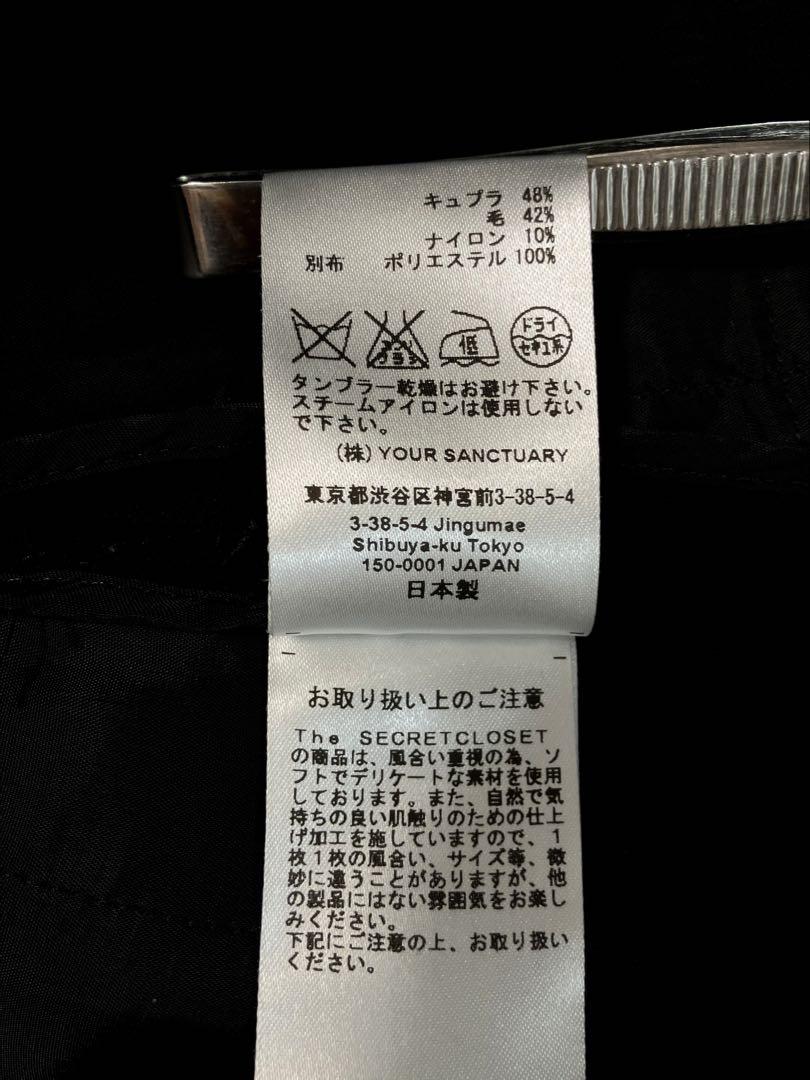 キュプラ 48%
毛 42%
ナイロン 10%
別布 ポリエステル 100%
エンソ サラシ 低 ドライ セキユ系
タンブラー乾燥はお避け下さい。
スチームアイロンは使用しない
で下さい。
(株) YOUR SANCTUARY
東京都渋谷区神宮前3-38-5-4
3-38-5-4 Jingumae
Shibuya-ku Tokyo
150-0001 JAPAN
日本製
お取り扱い上のご注意
The SECRETCLOSET
の商品は、風合い重視の為、ソ
フトでデリケートな素材を使用
しております。また、自然で気
持ちの良い肌触りのための仕上
げ加工を施していますので、1
枚1枚の風合い、サイズ等、微
妙に違うことがありますが、他
の製品にはない雰囲気をお楽し
みください。
下記にご注意の上、お取り扱い
ください。